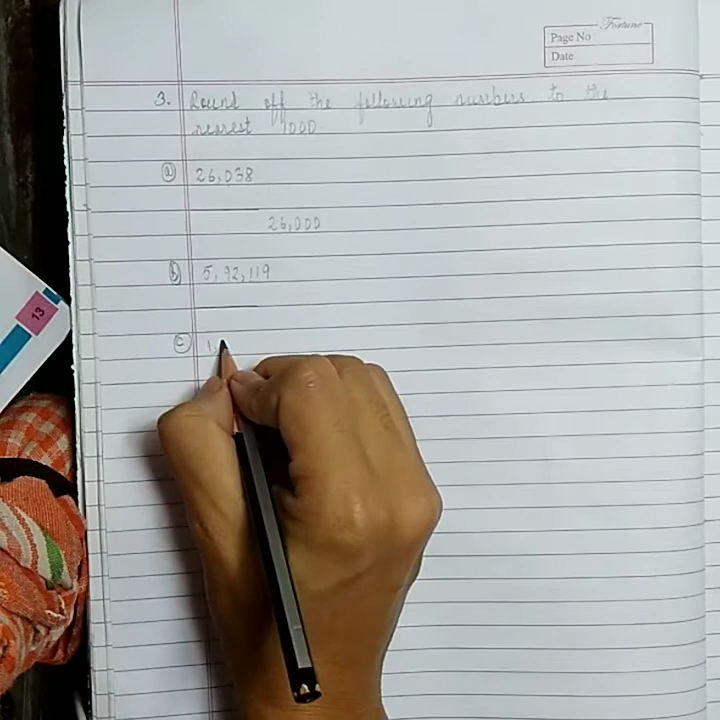 Fortune
Page No
Date
3. Round off the following numbers to the
nearest 1000
(a) 26,038
26,000
(b) 5,92,119
(c) 1,
13